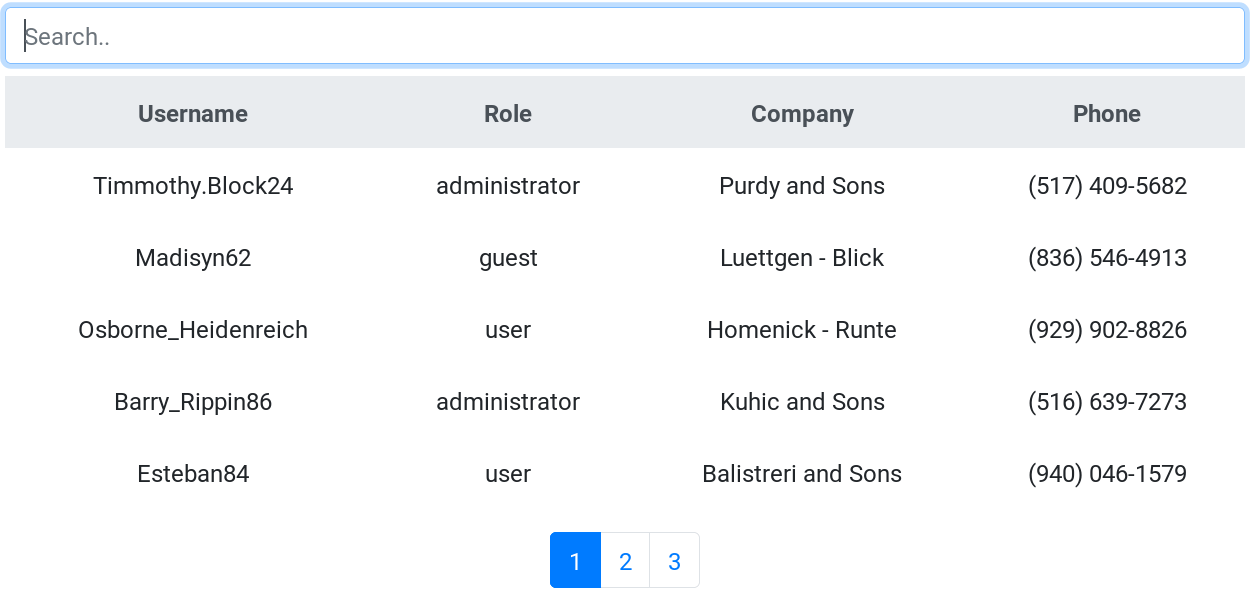 Search..
Username Role Company Phone
Timmothy.Block24 administrator Purdy and Sons (517) 409-5682
Madisyn62 guest Luettgen - Blick (836) 546-4913
Osborne_Heidenreich user Homenick - Runte (929) 902-8826
Barry_Rippin86 administrator Kuhic and Sons (516) 639-7273
Esteban84 user Balistreri and Sons (940) 046-1579
1 2 3